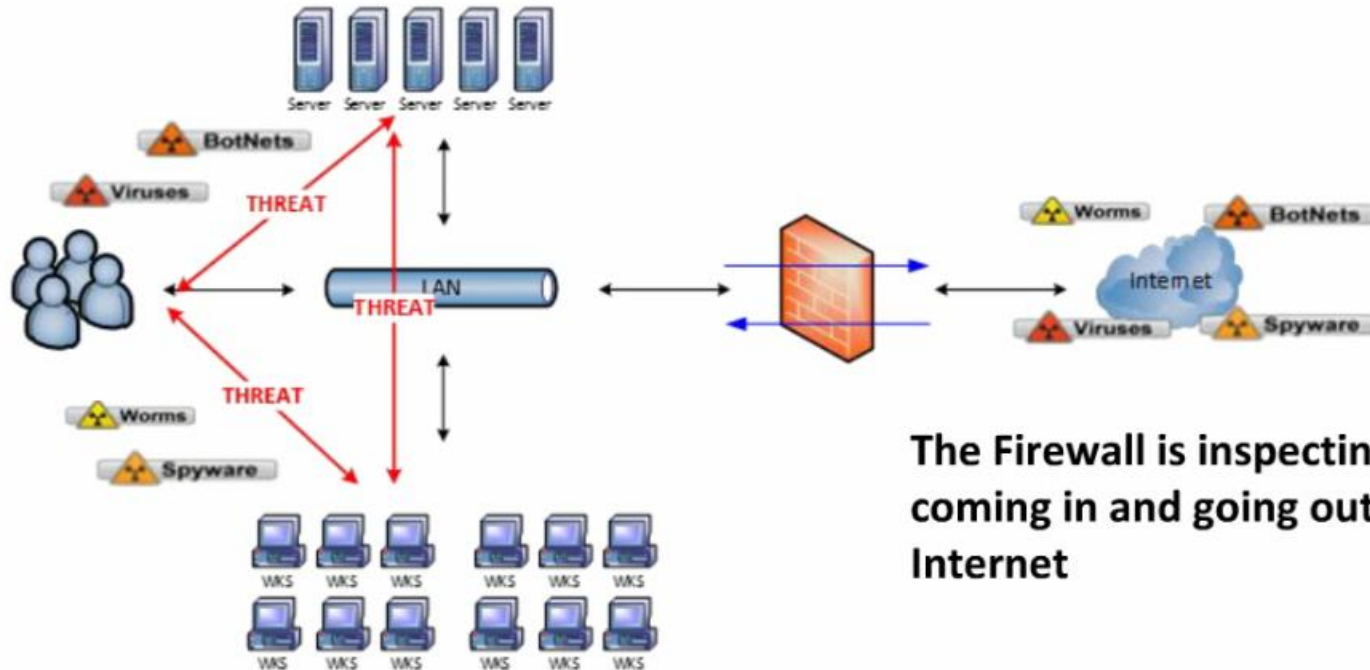 Server Server Server Server Server
BotNets
Viruses
THREAT
Worms
BotNets
Internet
LAN
THREAT
Viruses
Spyware
THREAT
Worms
Spyware
The Firewall is inspectin
coming in and going out
Internet
WKS WKS WKS WKS WKS WKS
WKS WKS WKS WKS WKS WKS